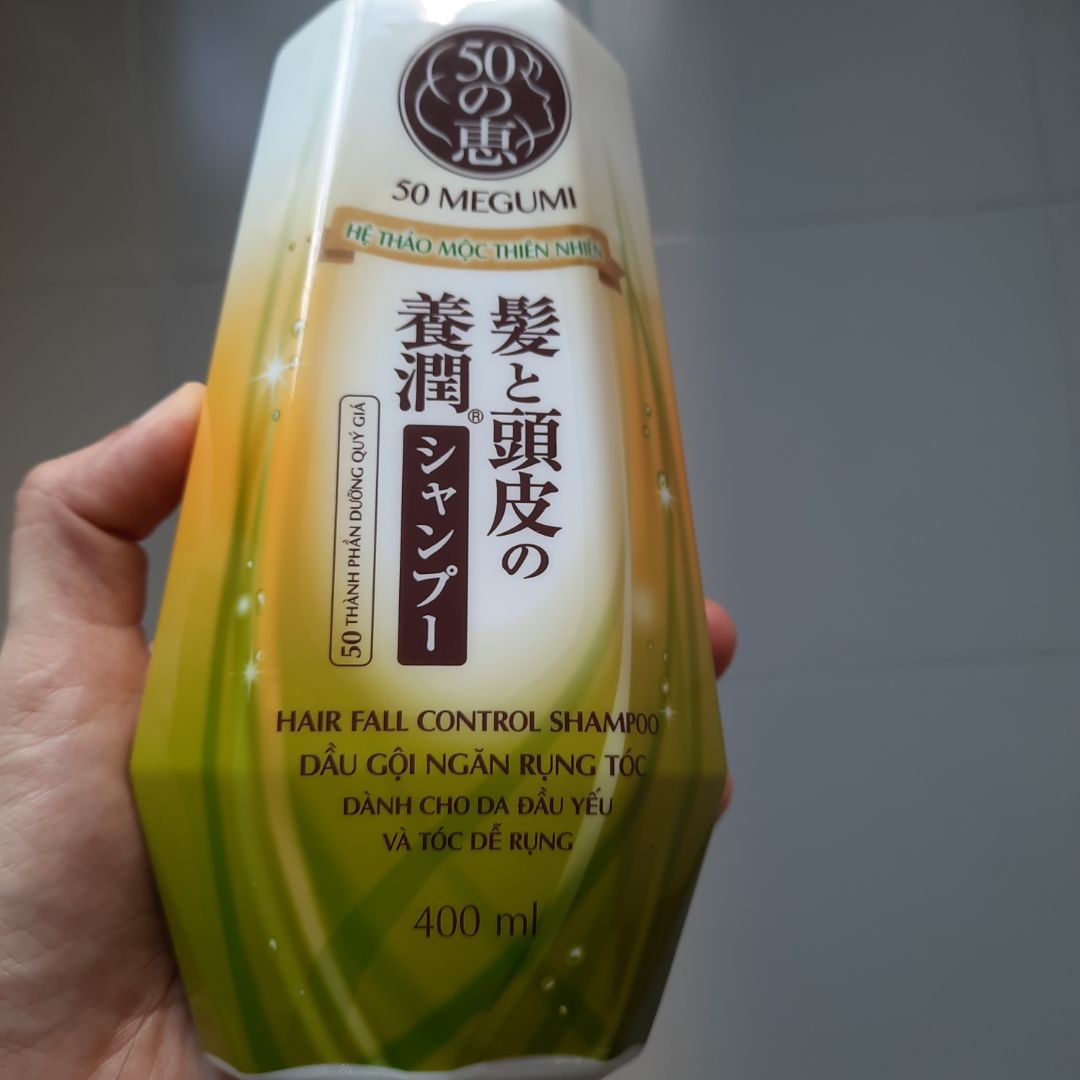 50の恵
50 MEGUMI
HỆ THẢO MỘC THIÊN NHIÊN
髪と頭皮の
養潤®
シャンプー
50 THÀNH PHẦN DƯỠNG QUÝ GIÁ
HAIR FALL CONTROL SHAMPOO
DẦU GỘI NGĂN RỤNG TÓC
DÀNH CHO DA ĐẦU YẾU
VÀ TÓC DỄ RỤNG
400 ml